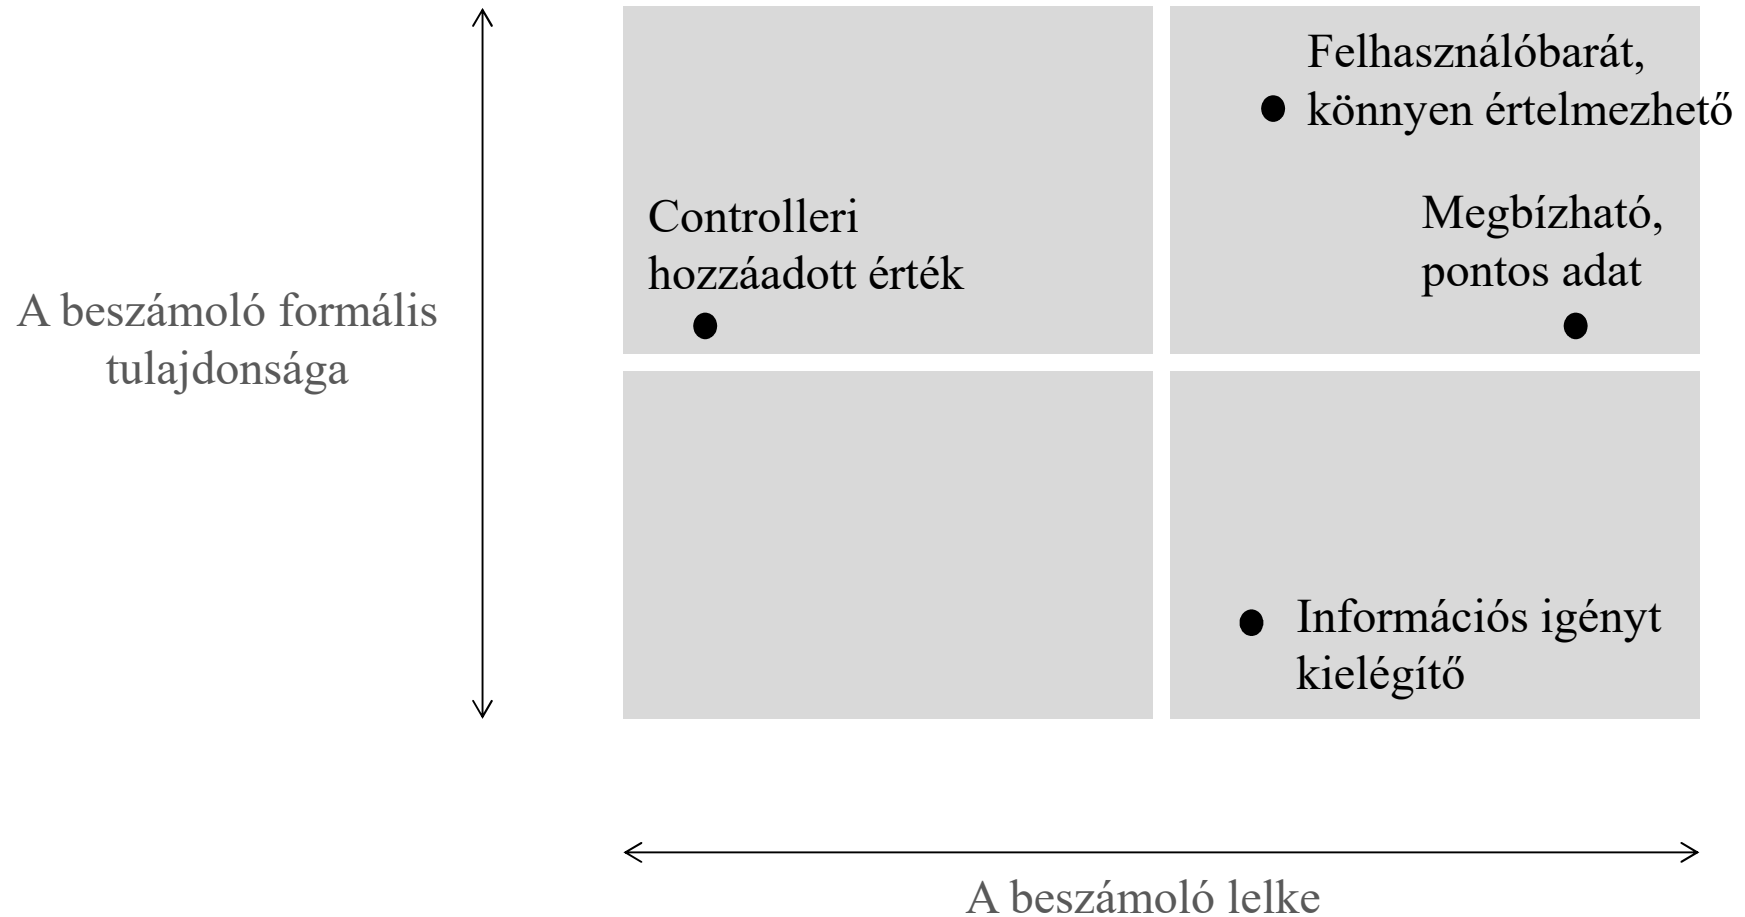 Felhasználóbarát,
könnyen értelmezhető
Controlleri
hozzáadott érték
Megbízható,
pontos adat
A beszámoló formális
tulajdonsága
Információs igényt
kielégítő
A beszámoló lelke